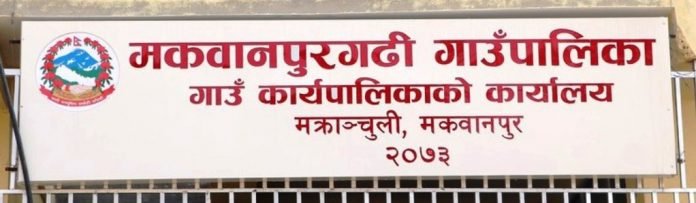 मकवानपुरगढी गाउँपालिका
गाउँ कार्यपालिकाको कार्यालय
मक्राञ्चुली, मकवानपुर
२०७३